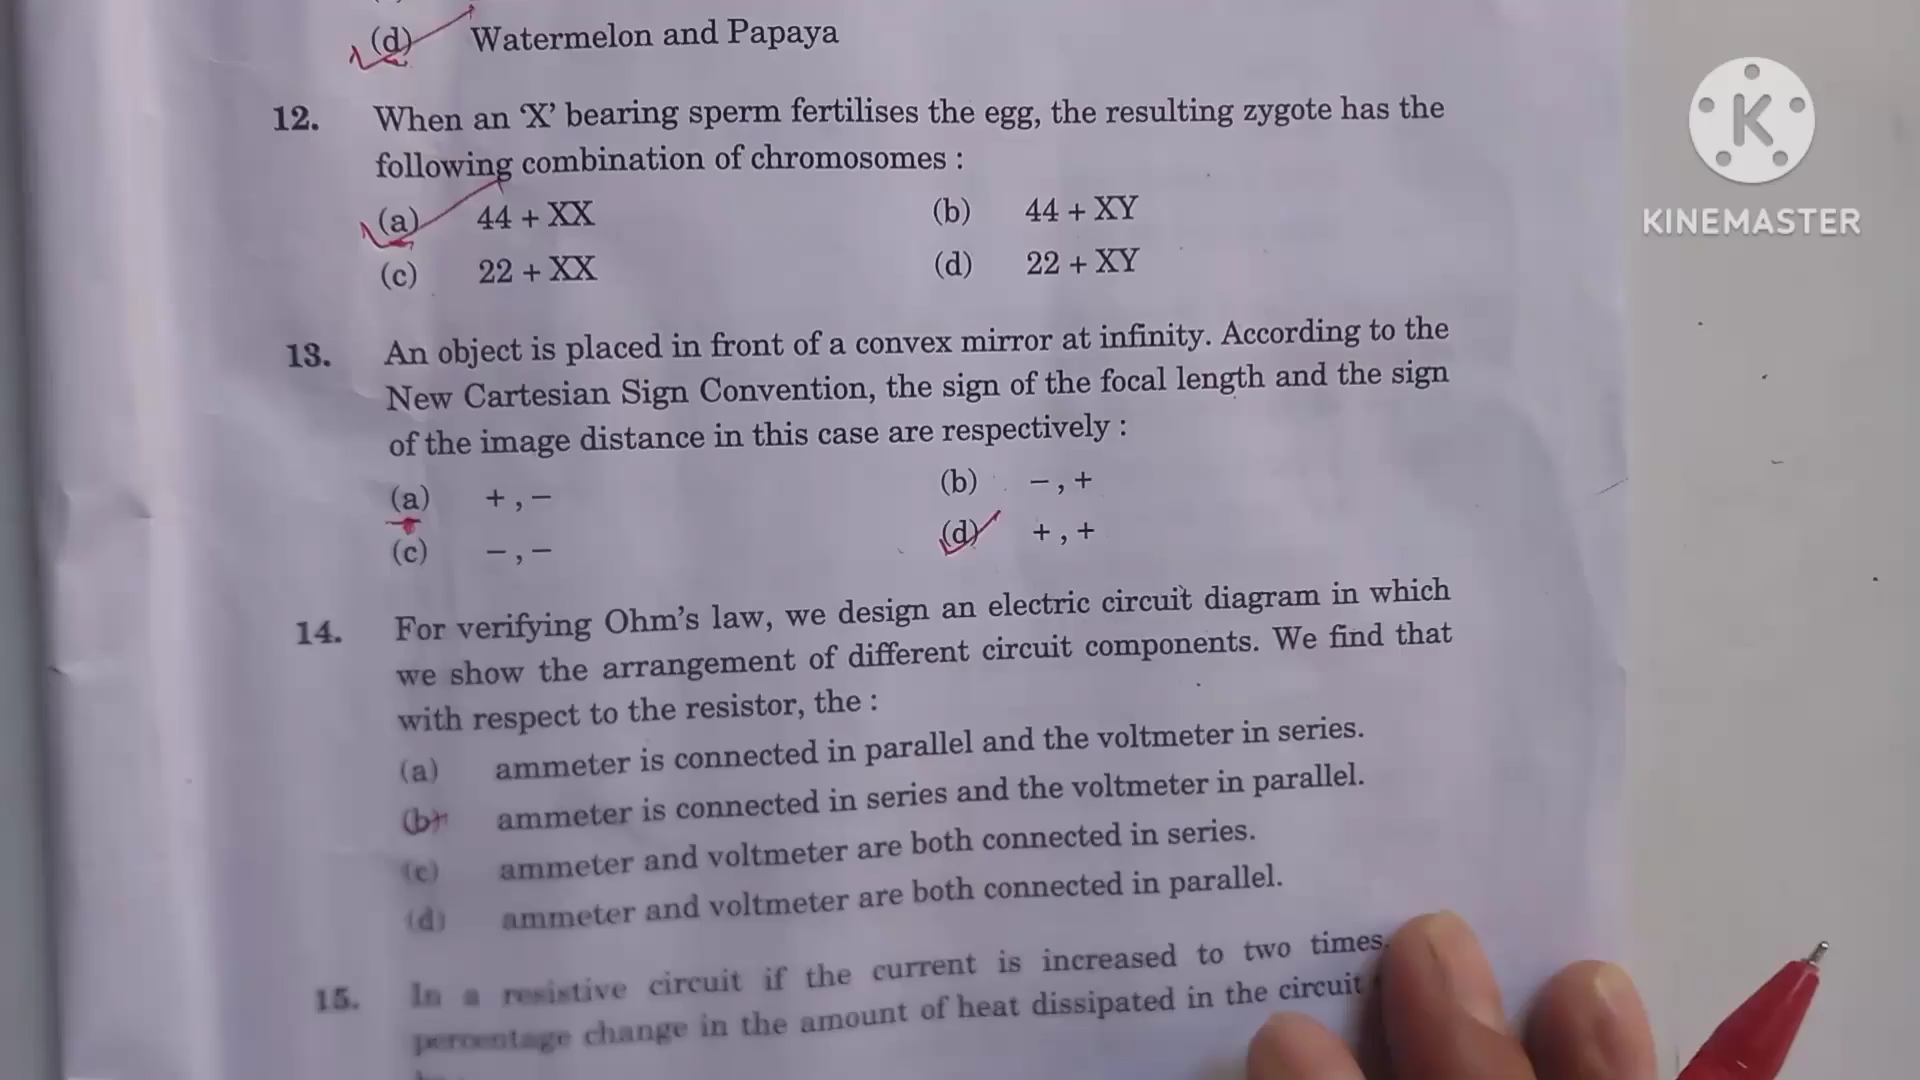 (d) Watermelon and Papaya
12. When an ‘X’ bearing sperm fertilises the egg, the resulting zygote has the
following combination of chromosomes :
(a) 44 + XX (b) 44 + XY
(c) 22 + XX (d) 22 + XY
13. An object is placed in front of a convex mirror at infinity. According to the
New Cartesian Sign Convention, the sign of the focal length and the sign
of the image distance in this case are respectively :
(a) + , – (b) – , +
(c) – , – (d) + , +
14. For verifying Ohm’s law, we design an electric circuit diagram in which
we show the arrangement of different circuit components. We find that
with respect to the resistor, the :
(a) ammeter is connected in parallel and the voltmeter in series.
(b) ammeter is connected in series and the voltmeter in parallel.
(c) ammeter and voltmeter are both connected in series.
(d) ammeter and voltmeter are both connected in parallel.
15. In a resistive circuit if the current is increased to two times,
percentage change in the amount of heat dissipated in the circuit
K
KINEMASTER